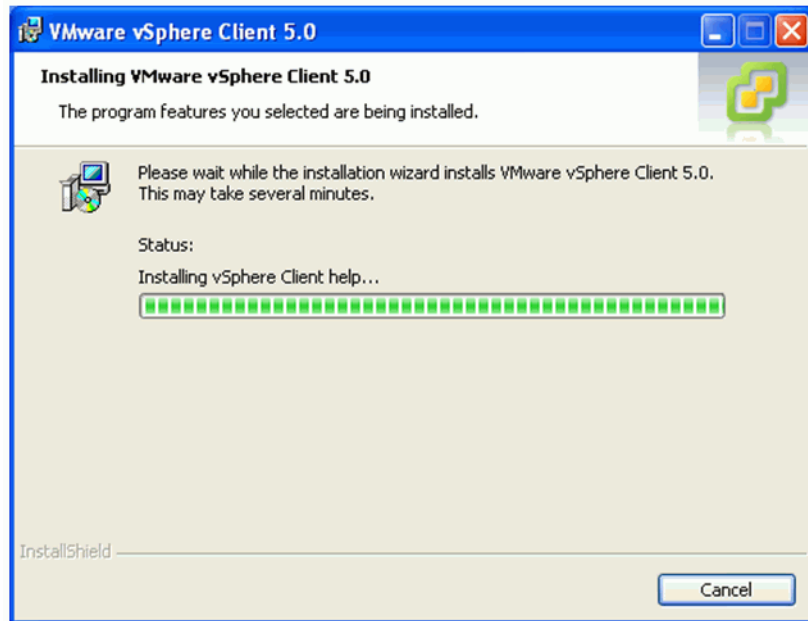 VMware vSphere Client 5.0
Installing VMware vSphere Client 5.0
The program features you selected are being installed.
Please wait while the installation wizard installs VMware vSphere Client 5.0.
This may take several minutes.
Status:
Installing vSphere Client help...
InstallShield
Cancel